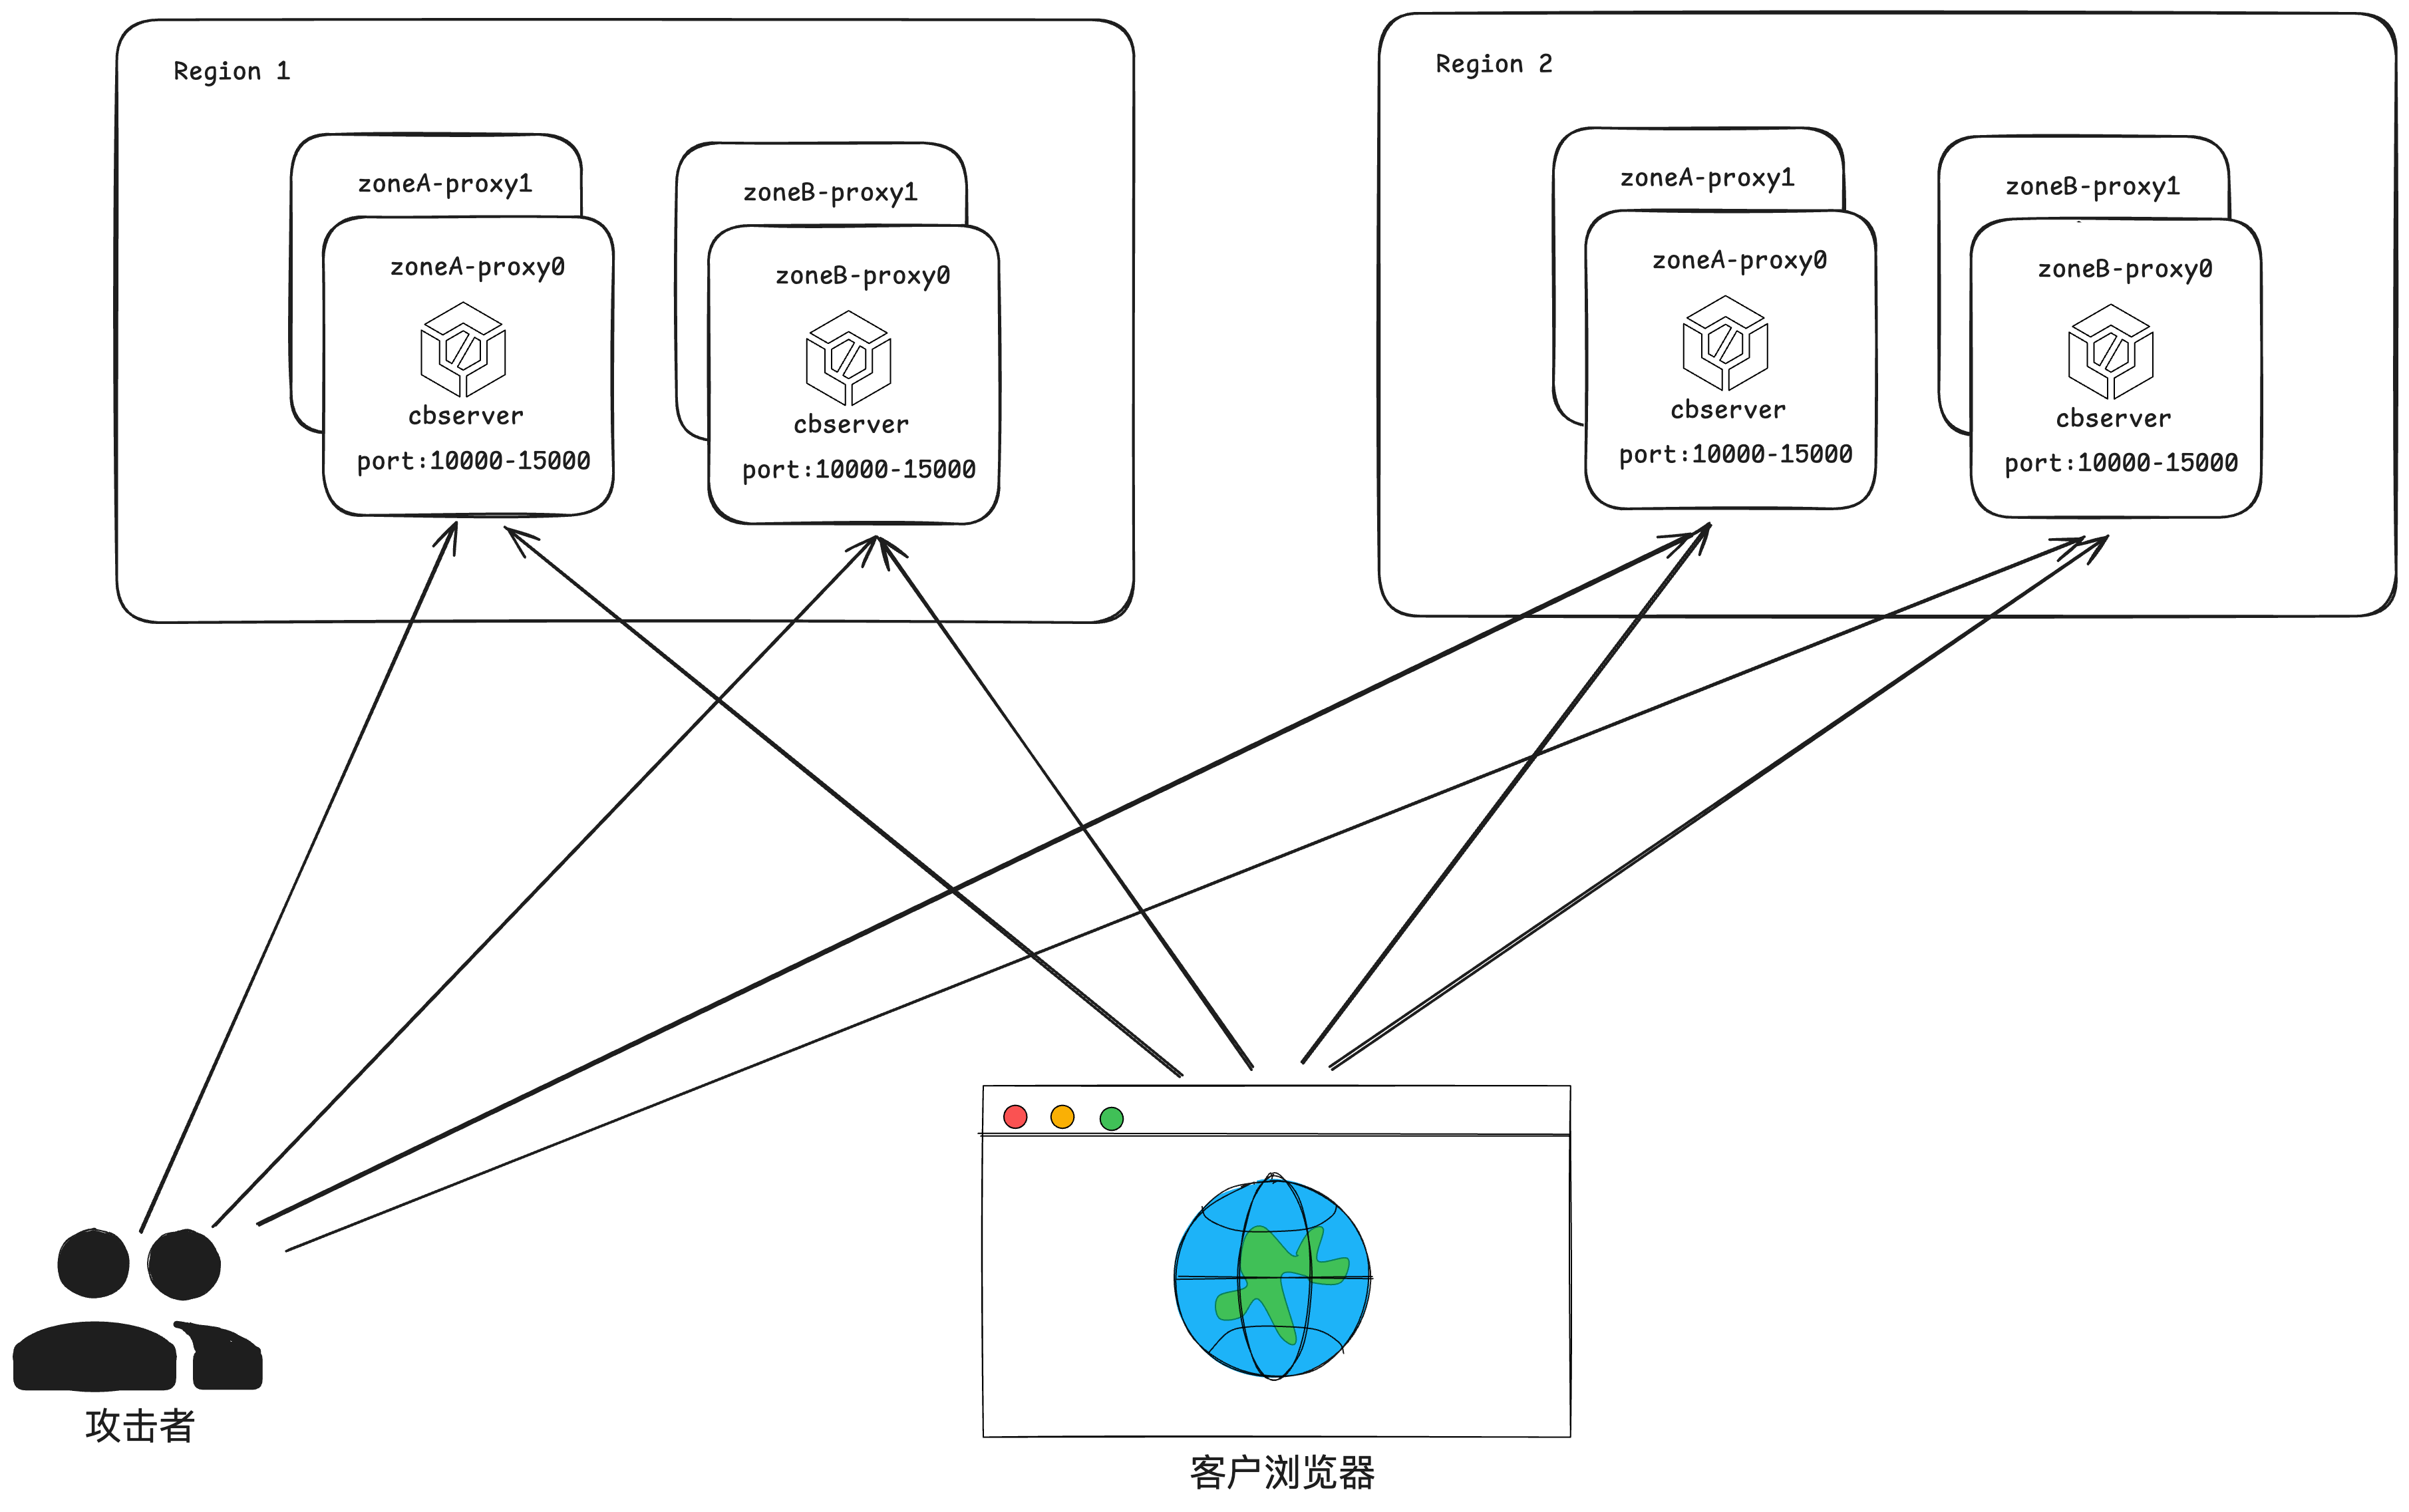 Region 1
zoneA-proxy1
zoneA-proxy0
cbserver
port:10000-15000
zoneB-proxy1
zoneB-proxy0
cbserver
port:10000-15000
Region 2
zoneA-proxy1
zoneA-proxy0
cbserver
port:10000-15000
zoneB-proxy1
zoneB-proxy0
cbserver
port:10000-15000
攻击者
客户浏览器